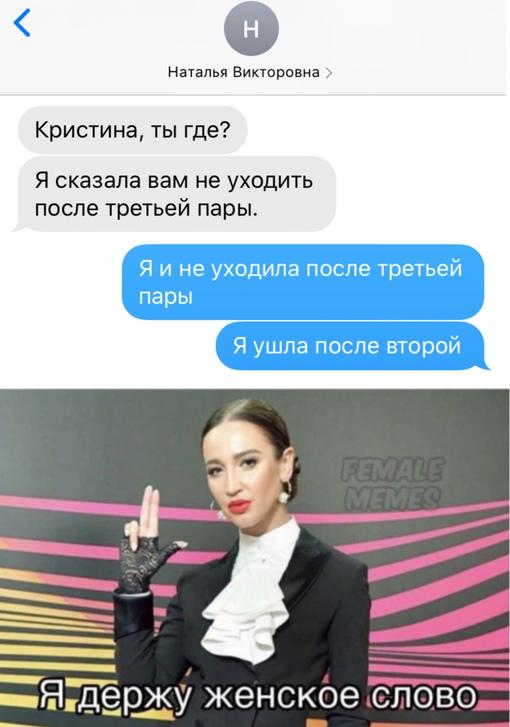 Н
Наталья Викторовна
Кристина, ты где?
Я сказала вам не уходить
после третьей пары.
Я и не уходила после третьей
пары
Я ушла после второй
FEMALE
MEMES
Я держу женское слово